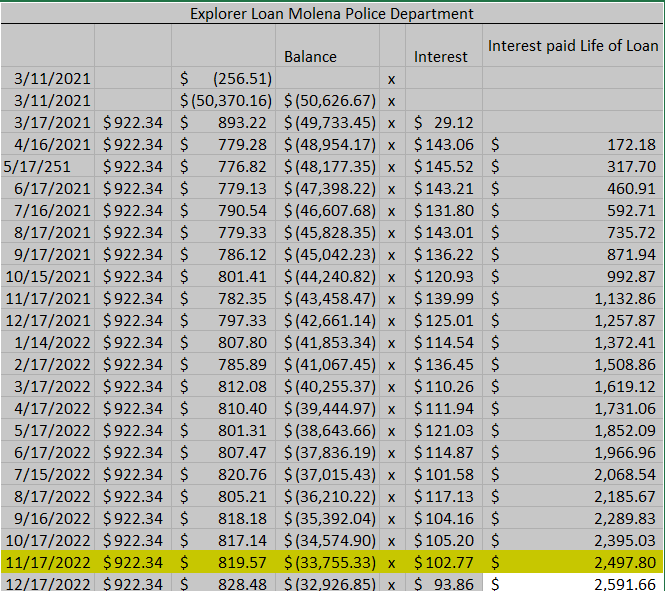 Explorer Loan Molena Police Department
Balance Interest Interest paid Life of Loan
3/11/2021 $ (256.51) x
3/11/2021 $(50,370.16) $(50,626.67) x
3/17/2021 $922.34 $ 893.22 $(49,733.45) x $ 29.12
4/16/2021 $922.34 $ 779.28 $(48,954.17) x $143.06 $ 172.18
5/17/251 $922.34 $ 776.82 $(48,177.35) x $145.52 $ 317.70
6/17/2021 $922.34 $ 779.13 $(47,398.22) x $143.21 $ 460.91
7/16/2021 $922.34 $ 790.54 $(46,607.68) x $131.80 $ 592.71
8/17/2021 $922.34 $ 779.33 $(45,828.35) x $143.01 $ 735.72
9/17/2021 $922.34 $ 786.12 $(45,042.23) x $136.22 $ 871.94
10/15/2021 $922.34 $ 801.41 $(44,240.82) x $120.93 $ 992.87
11/17/2021 $922.34 $ 782.35 $(43,458.47) x $139.99 $ 1,132.86
12/17/2021 $922.34 $ 797.33 $(42,661.14) x $125.01 $ 1,257.87
1/14/2022 $922.34 $ 807.80 $(41,853.34) x $114.54 $ 1,372.41
2/17/2022 $922.34 $ 785.89 $(41,067.45) x $136.45 $ 1,508.86
3/17/2022 $922.34 $ 812.08 $(40,255.37) x $110.26 $ 1,619.12
4/17/2022 $922.34 $ 810.40 $(39,444.97) x $111.94 $ 1,731.06
5/17/2022 $922.34 $ 801.31 $(38,643.66) x $121.03 $ 1,852.09
6/17/2022 $922.34 $ 807.47 $(37,836.19) x $114.87 $ 1,966.96
7/15/2022 $922.34 $ 820.76 $(37,015.43) x $101.58 $ 2,068.54
8/17/2022 $922.34 $ 805.21 $(36,210.22) x $117.13 $ 2,185.67
9/16/2022 $922.34 $ 818.18 $(35,392.04) x $104.16 $ 2,289.83
10/17/2022 $922.34 $ 817.14 $(34,574.90) x $105.20 $ 2,395.03
11/17/2022 $922.34 $ 819.57 $(33,755.33) x $102.77 $ 2,497.80
12/17/2022 $922.34 $ 828.48 $(32,926.85) x $ 93.86 $ 2,591.66